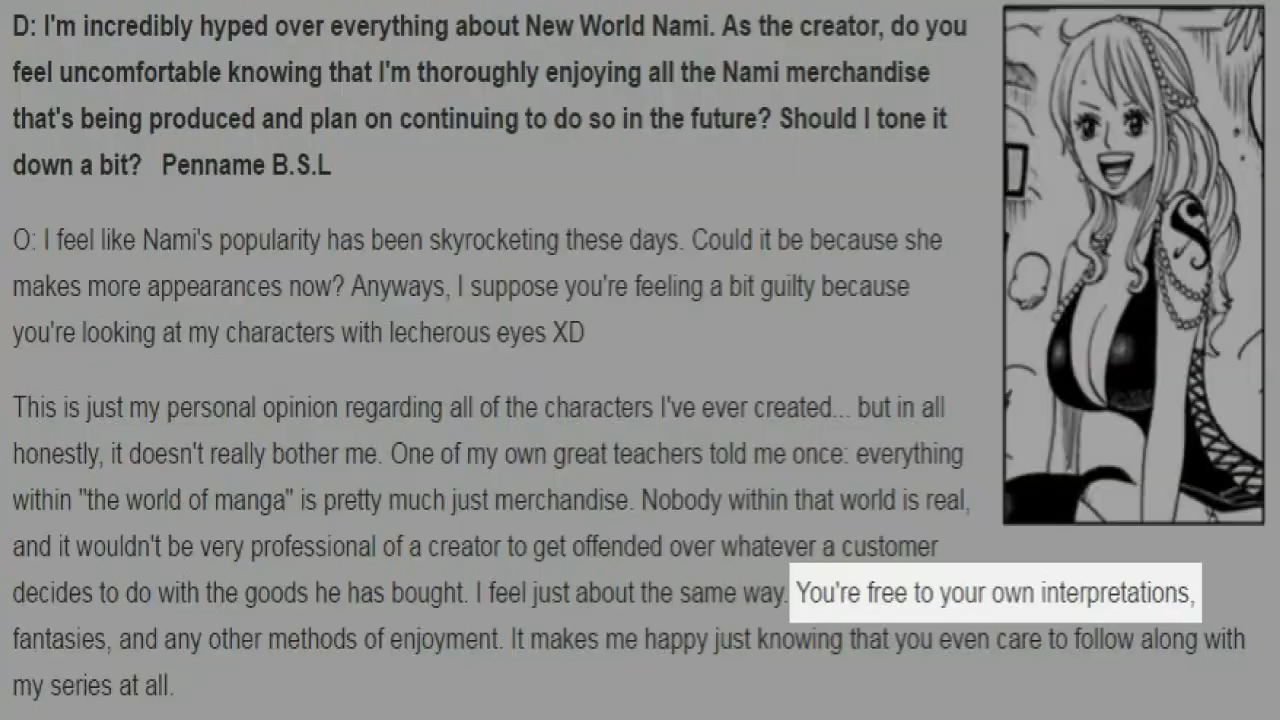 D: I'm incredibly hyped over everything about New World Nami. As the creator, do you
feel uncomfortable knowing that I'm thoroughly enjoying all the Nami merchandise
that's being produced and plan on continuing to do so in the future? Should I tone it
down a bit?   Penname B.S.L
O: I feel like Nami's popularity has been skyrocketing these days. Could it be because she
makes more appearances now? Anyways, I suppose you're feeling a bit guilty because
you're looking at my characters with lecherous eyes XD
This is just my personal opinion regarding all of the characters I've ever created... but in all
honestly, it doesn't really bother me. One of my own great teachers told me once: everything
within "the world of manga" is pretty much just merchandise. Nobody within that world is real,
and it wouldn't be very professional of a creator to get offended over whatever a customer
decides to do with the goods he has bought. I feel just about the same way. You're free to your own interpretations,
fantasies, and any other methods of enjoyment. It makes me happy just knowing that you even care to follow along with
my series at all.